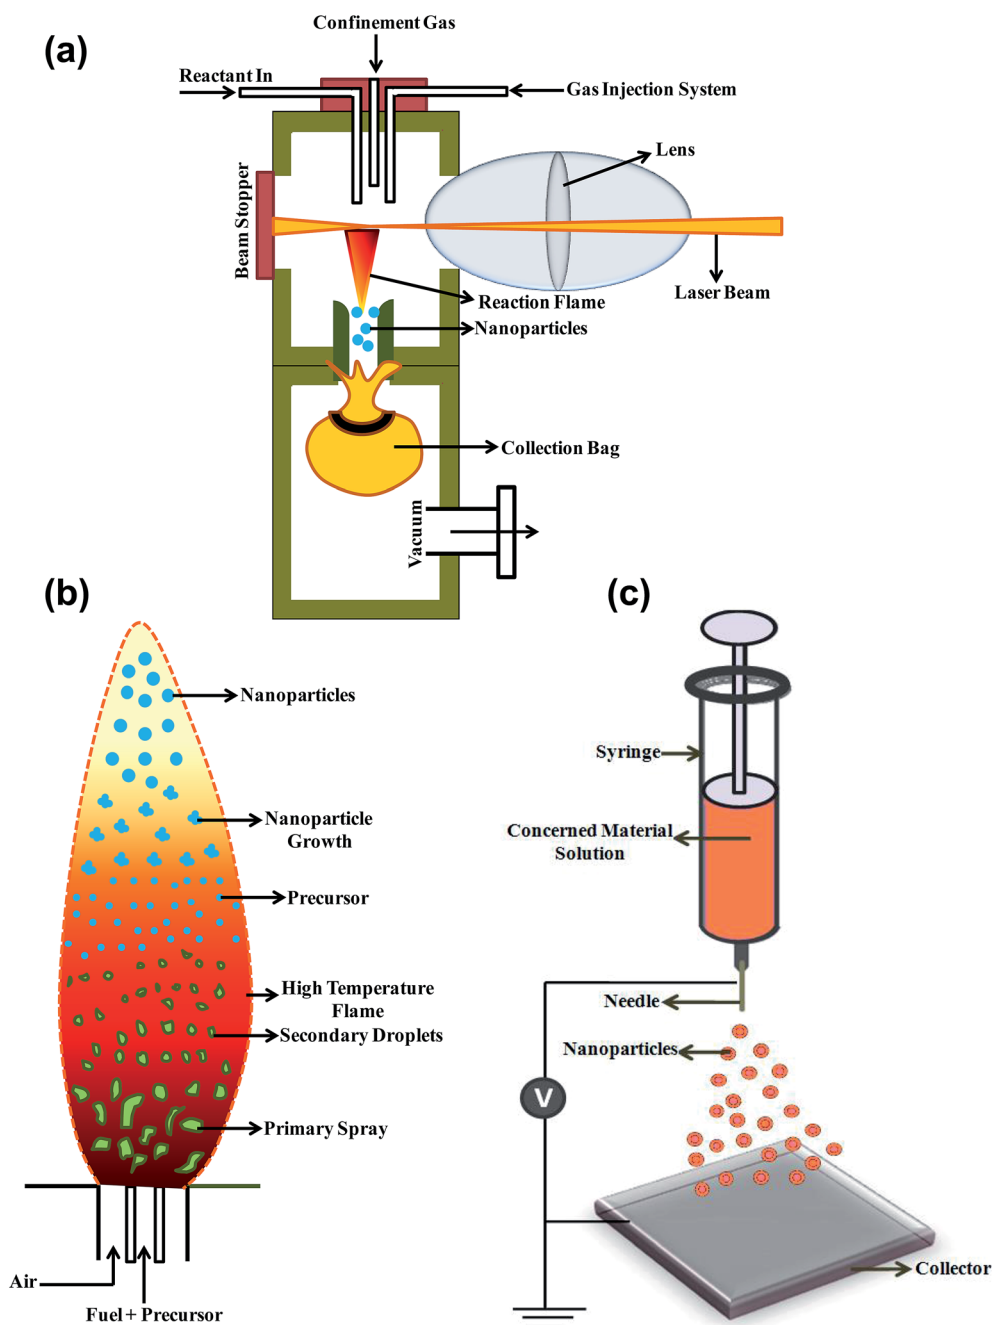 (a)
Confinement Gas
Reactant In
Gas Injection System
Lens
Beam Stopper
Laser Beam
Reaction Flame
Nanoparticles
Collection Bag
Vacuum
(b)
Nanoparticles
Nanoparticle
Growth
Precursor
High Temperature
Flame
Secondary Droplets
Primary Spray
Air
Fuel + Precursor
(c)
Syringe
Concerned Material
Solution
Needle
Nanoparticles
V
Collector